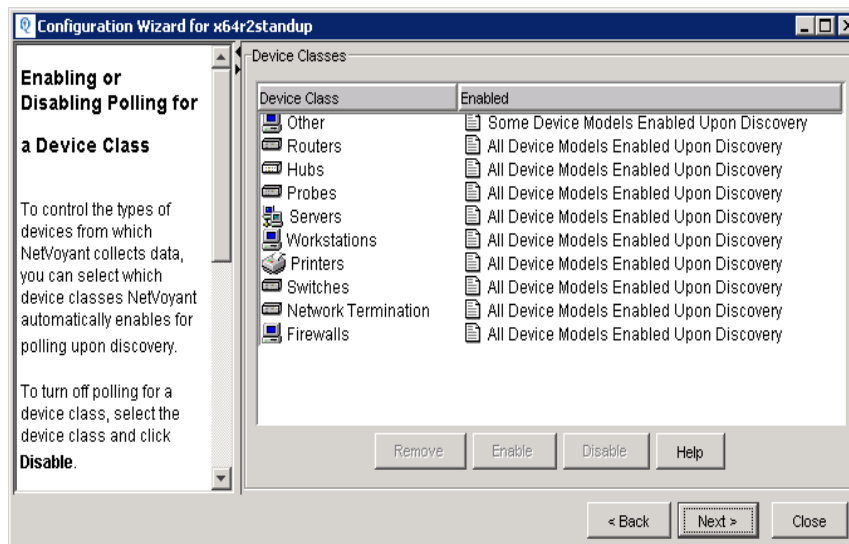 Configuration Wizard for x64r2standup
Enabling or
Disabling Polling for
a Device Class
To control the types of
devices from which
NetVoyant collects data,
you can select which
device classes NetVoyant
automatically enables for
polling upon discovery.
To turn off polling for a
device class, select the
device class and click
Disable.
Device Classes
Device Class Enabled
Other Some Device Models Enabled Upon Discovery
Routers All Device Models Enabled Upon Discovery
Hubs All Device Models Enabled Upon Discovery
Probes All Device Models Enabled Upon Discovery
Servers All Device Models Enabled Upon Discovery
Workstations All Device Models Enabled Upon Discovery
Printers All Device Models Enabled Upon Discovery
Switches All Device Models Enabled Upon Discovery
Network Termination All Device Models Enabled Upon Discovery
Firewalls All Device Models Enabled Upon Discovery
Remove Enable Disable Help
< Back Next > Close